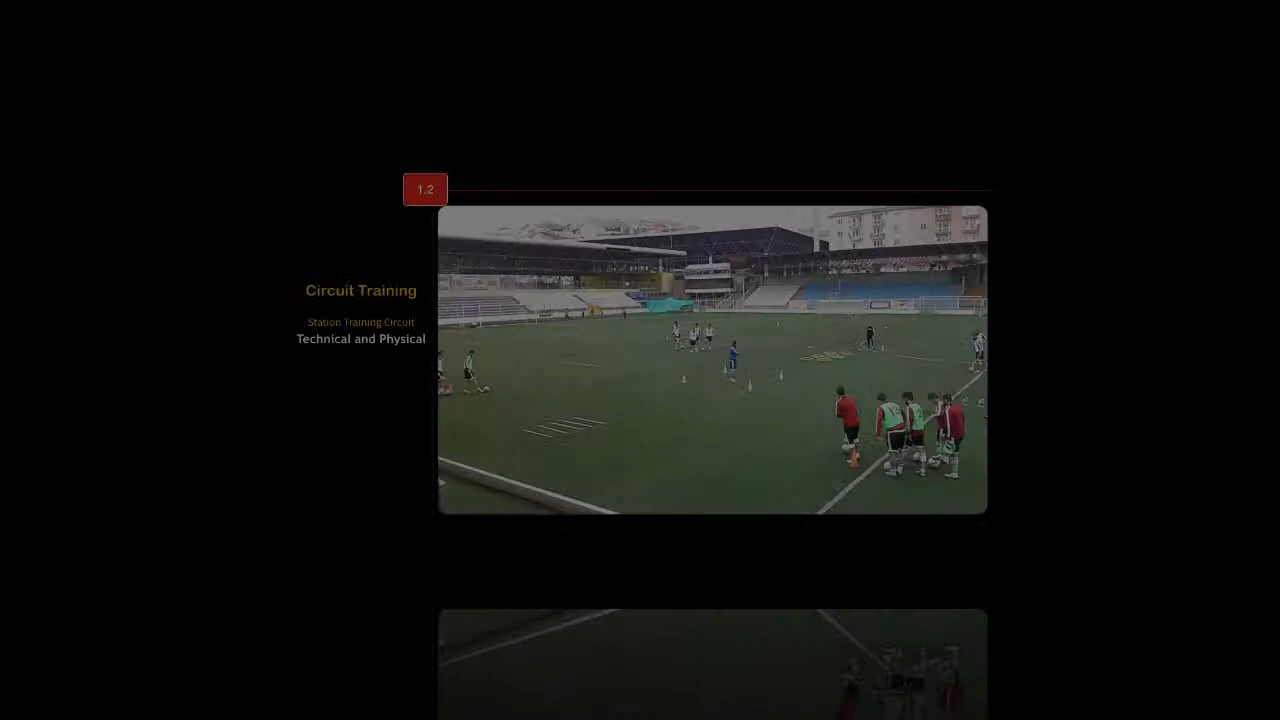 1.2
Circuit Training
Station Training Circuit
Technical and Physical